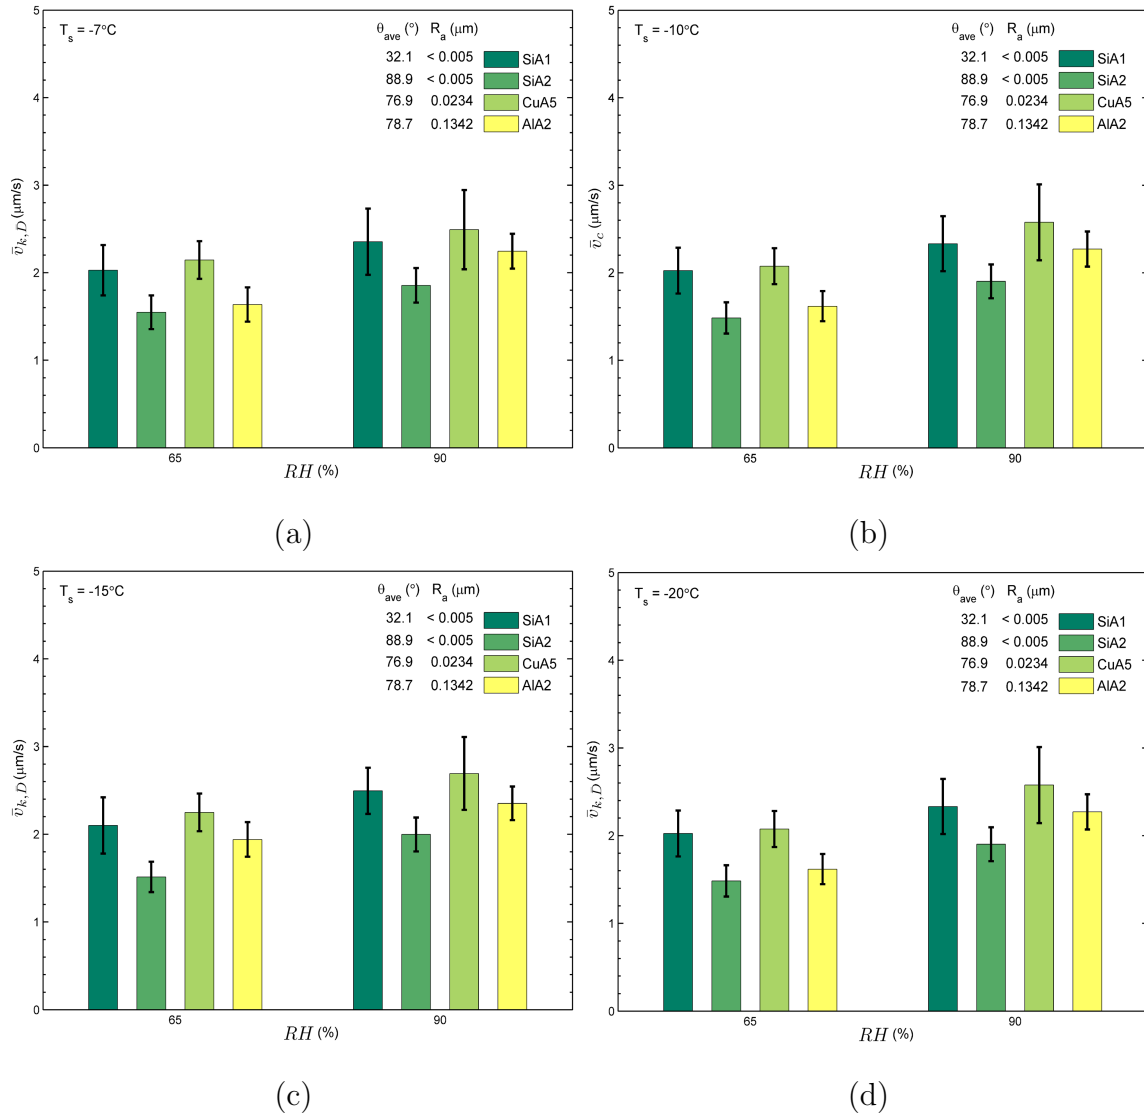 T_s = -7°C
θ_ave (°) R_a (μm)
32.1 < 0.005 SiA1
88.9 < 0.005 SiA2
76.9 0.0234 CuA5
78.7 0.1342 AlA2
v̄_k,D (μm/s)
5
4
3
2
1
0
65 90
RH (%)
(a)
T_s = -10°C
θ_ave (°) R_a (μm)
32.1 < 0.005 SiA1
88.9 < 0.005 SiA2
76.9 0.0234 CuA5
78.7 0.1342 AlA2
v̄_c (μm/s)
5
4
3
2
1
0
65 90
RH (%)
(b)
T_s = -15°C
θ_ave (°) R_a (μm)
32.1 < 0.005 SiA1
88.9 < 0.005 SiA2
76.9 0.0234 CuA5
78.7 0.1342 AlA2
v̄_k,D (μm/s)
5
4
3
2
1
0
65 90
RH (%)
(c)
T_s = -20°C
θ_ave (°) R_a (μm)
32.1 < 0.005 SiA1
88.9 < 0.005 SiA2
76.9 0.0234 CuA5
78.7 0.1342 AlA2
v̄_k,D (μm/s)
5
4
3
2
1
0
65 90
RH (%)
(d)